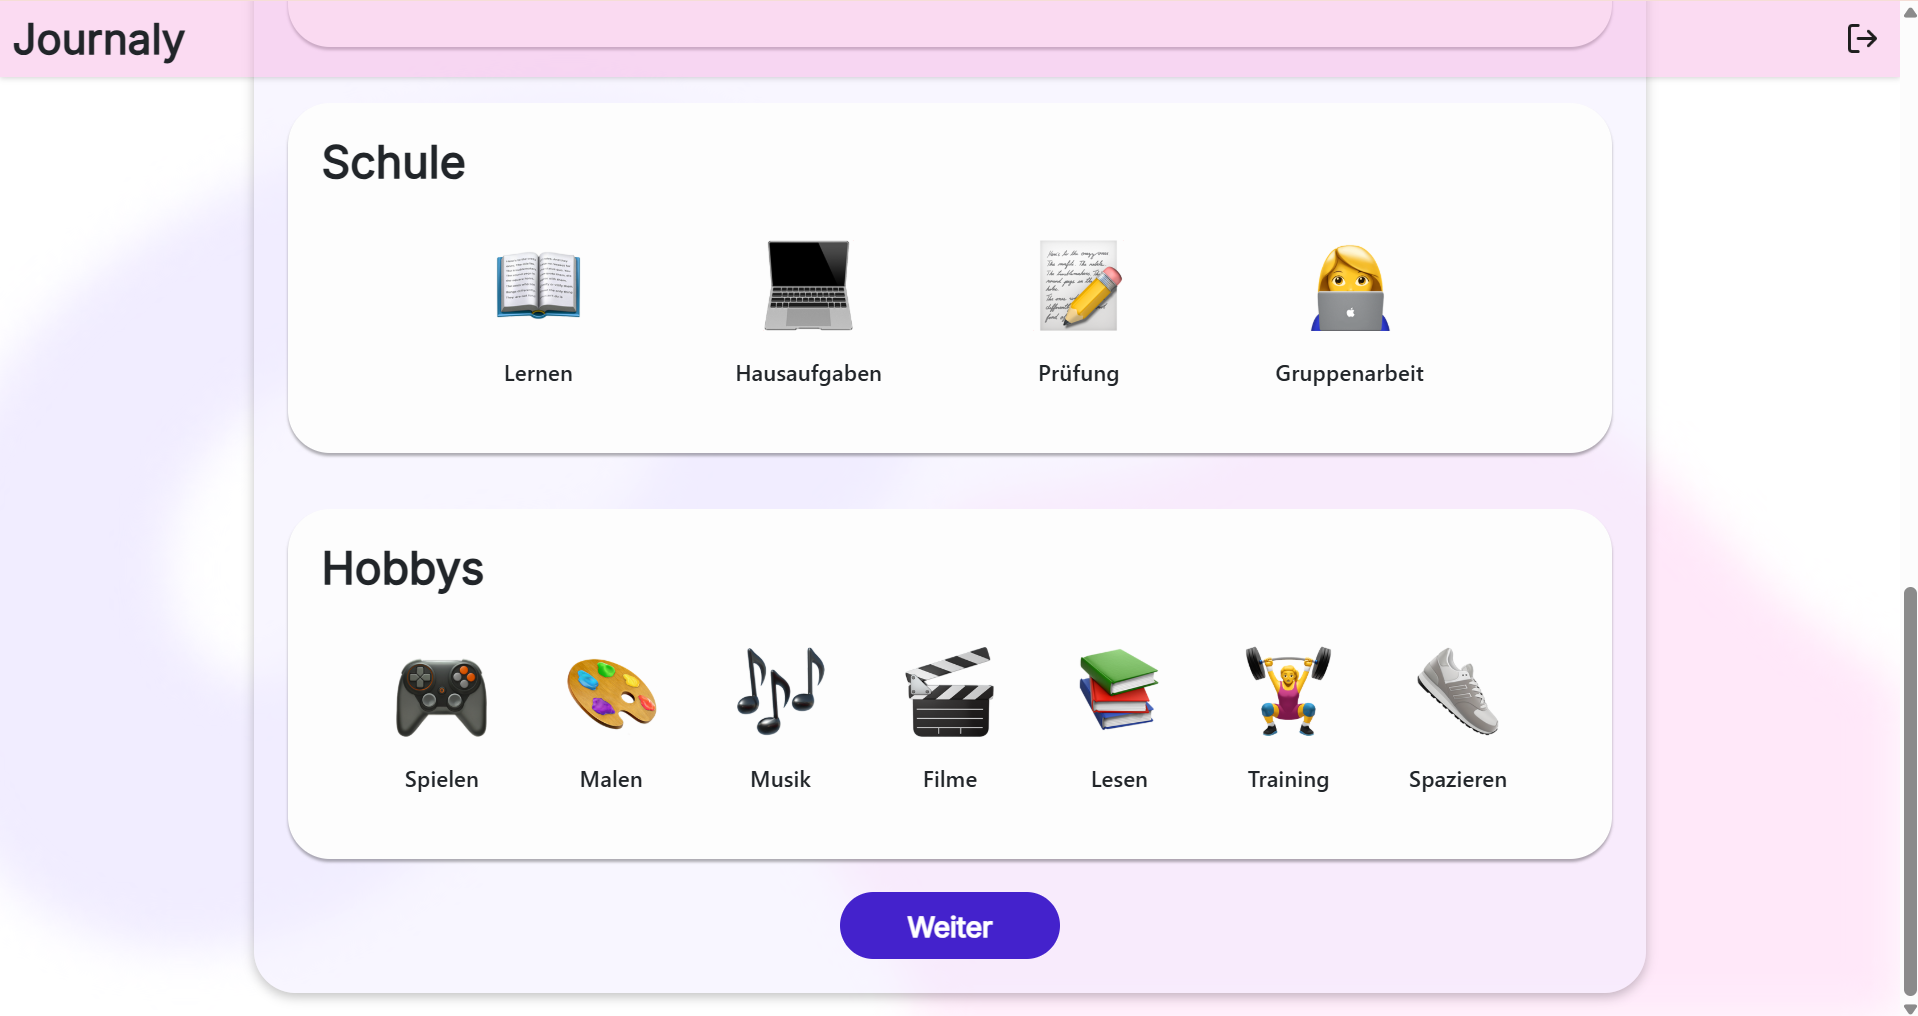 Journaly
Schule
Lernen
Hausaufgaben
Prüfung
Gruppenarbeit
Hobbys
Spielen
Malen
Musik
Filme
Lesen
Training
Spazieren
Weiter